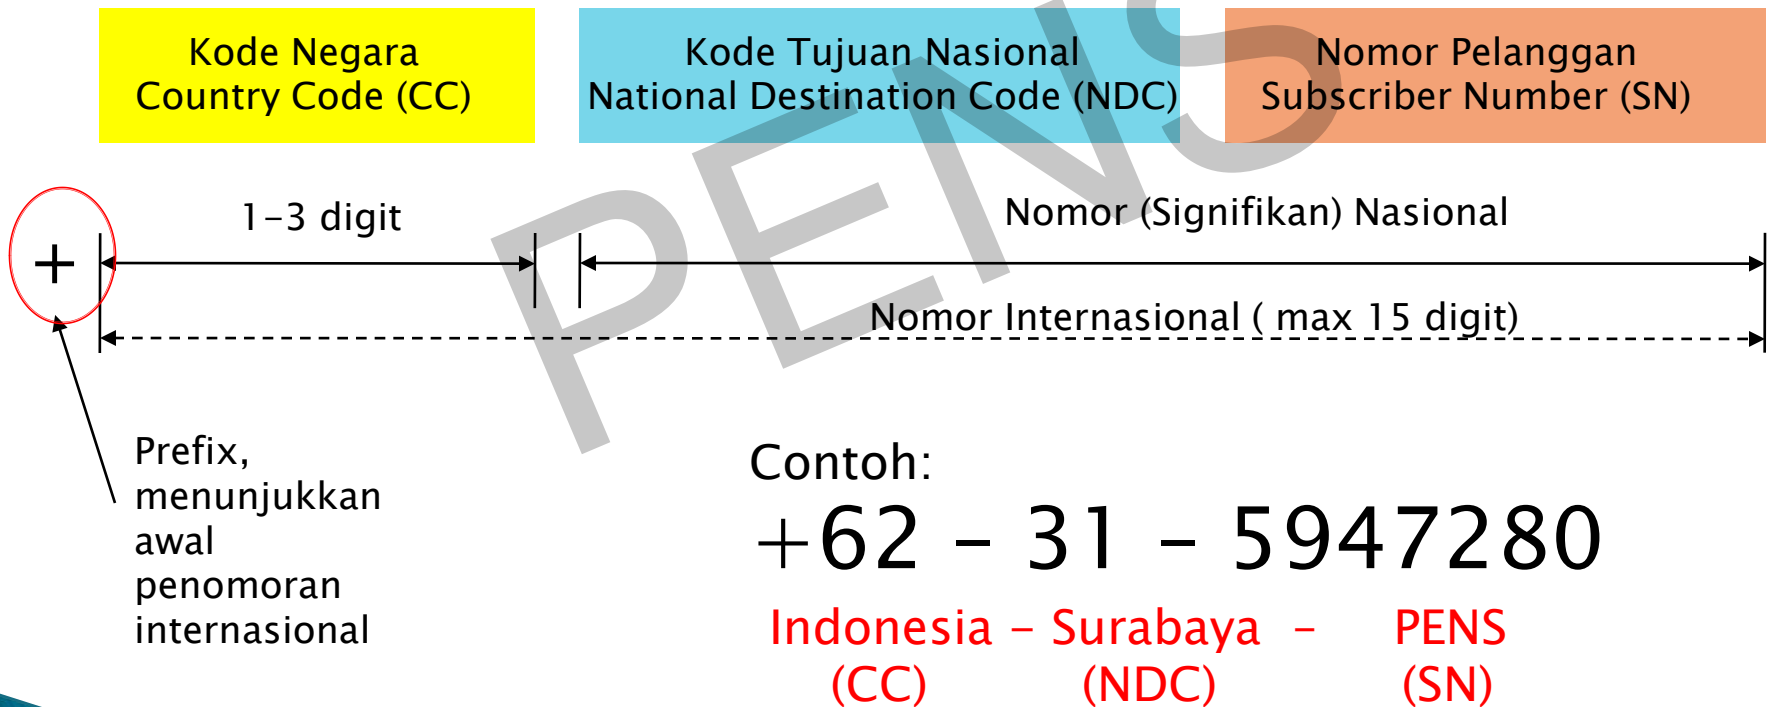 Kode Negara
Country Code (CC)
Kode Tujuan Nasional
National Destination Code (NDC)
Nomor Pelanggan
Subscriber Number (SN)
+
1-3 digit
Nomor (Signifikan) Nasional
Nomor Internasional ( max 15 digit)
Prefix,
menunjukkan
awal
penomoran
internasional
Contoh:
+62 - 31 - 5947280
Indonesia - Surabaya - PENS
(CC) (NDC) (SN)
PENS